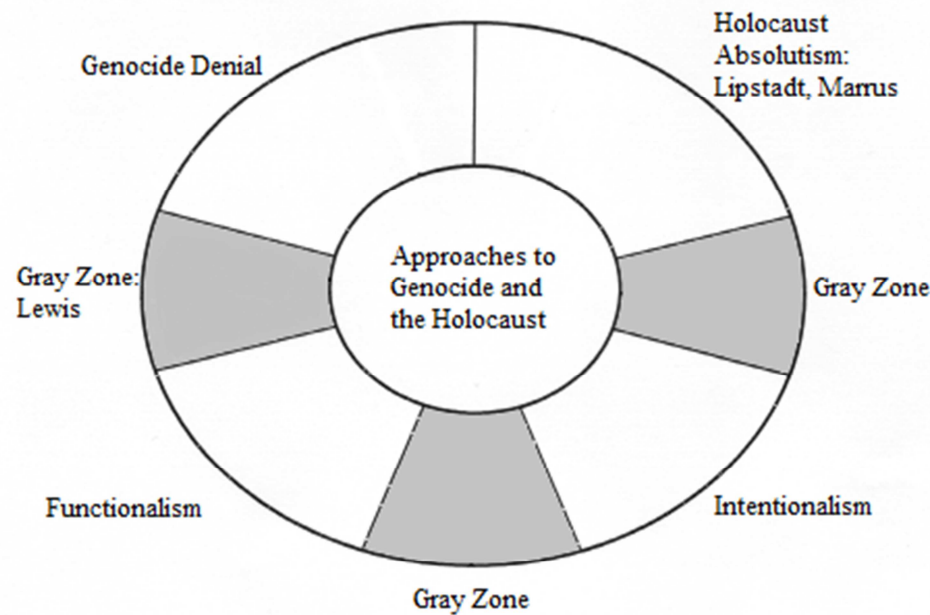 Holocaust
Absolutism:
Lipstadt, Marrus
Genocide Denial
Approaches to
Genocide and
the Holocaust
Gray Zone:
Lewis
Gray Zone
Functionalism
Intentionalism
Gray Zone